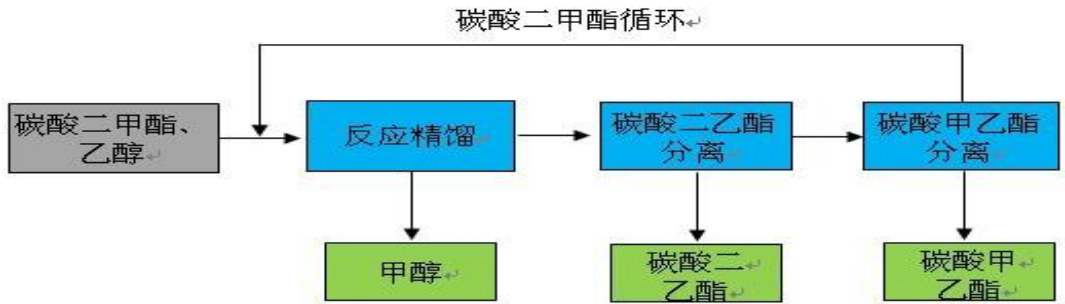 碳酸二甲酯循环
碳酸二甲酯、
乙醇
反应精馏
碳酸二乙酯
分离
碳酸甲乙酯
分离
甲醇
碳酸二
乙酯
碳酸甲
乙酯